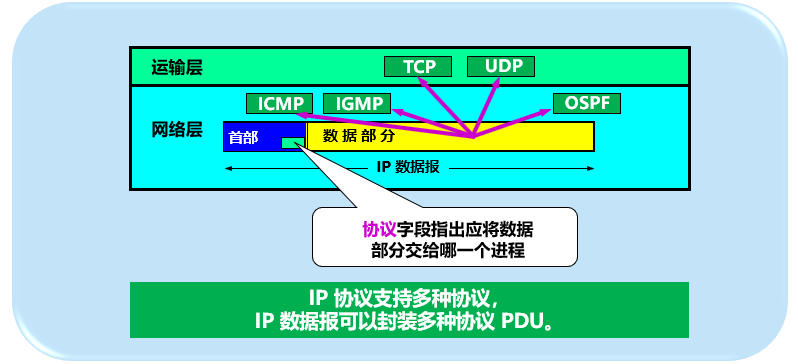 运输层
TCP
UDP
ICMP
IGMP
OSPF
网络层
首部
数据部分
IP 数据报
协议字段指出应将数据
部分交给哪一个进程
IP 协议支持多种协议，
IP 数据报可以封装多种协议 PDU。